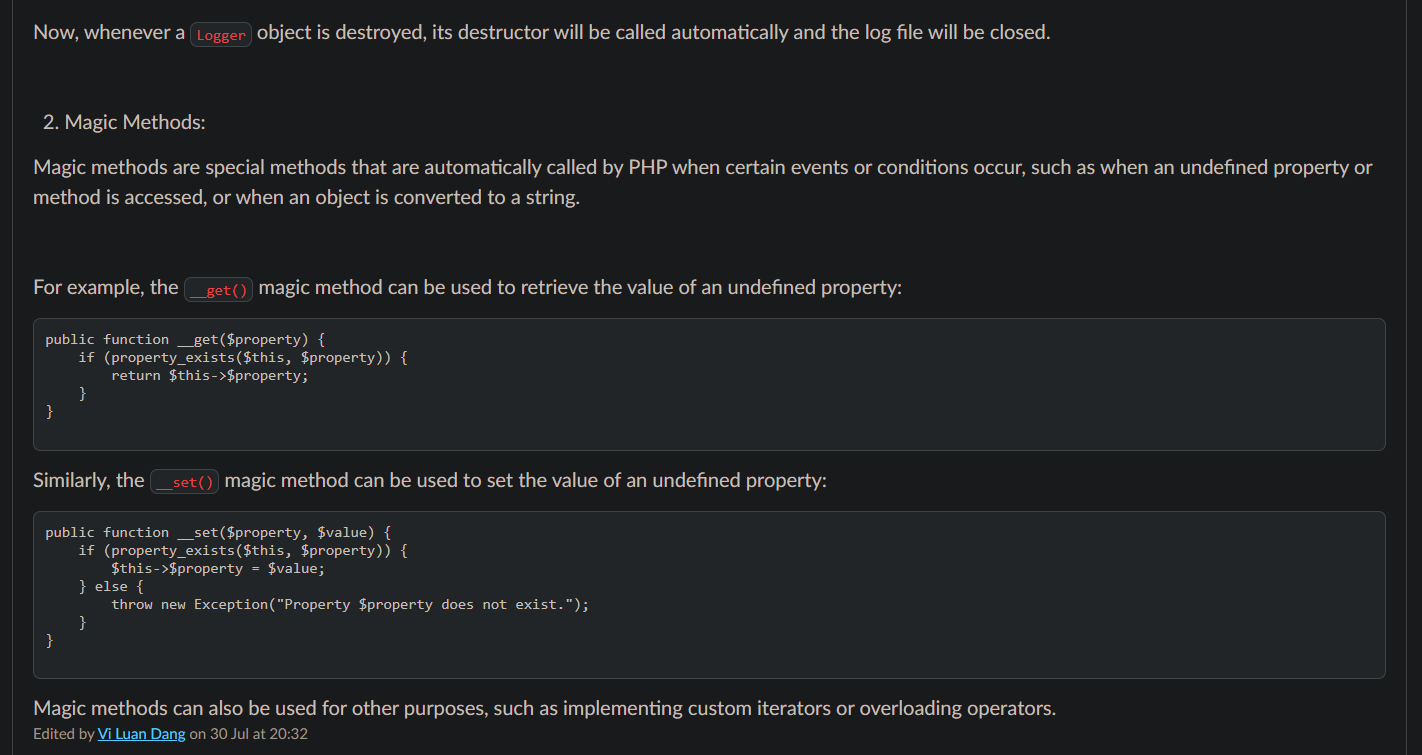 Now, whenever a Logger object is destroyed, its destructor will be called automatically and the log file will be closed.
2. Magic Methods:
Magic methods are special methods that are automatically called by PHP when certain events or conditions occur, such as when an undefined property or
method is accessed, or when an object is converted to a string.
For example, the __get() magic method can be used to retrieve the value of an undefined property:
public function __get($property) {
    if (property_exists($this, $property)) {
        return $this->$property;
    }
}
Similarly, the __set() magic method can be used to set the value of an undefined property:
public function __set($property, $value) {
    if (property_exists($this, $property)) {
        $this->$property = $value;
    } else {
        throw new Exception("Property $property does not exist.");
    }
}
Magic methods can also be used for other purposes, such as implementing custom iterators or overloading operators.
Edited by Vi Luan Dang on 30 Jul at 20:32